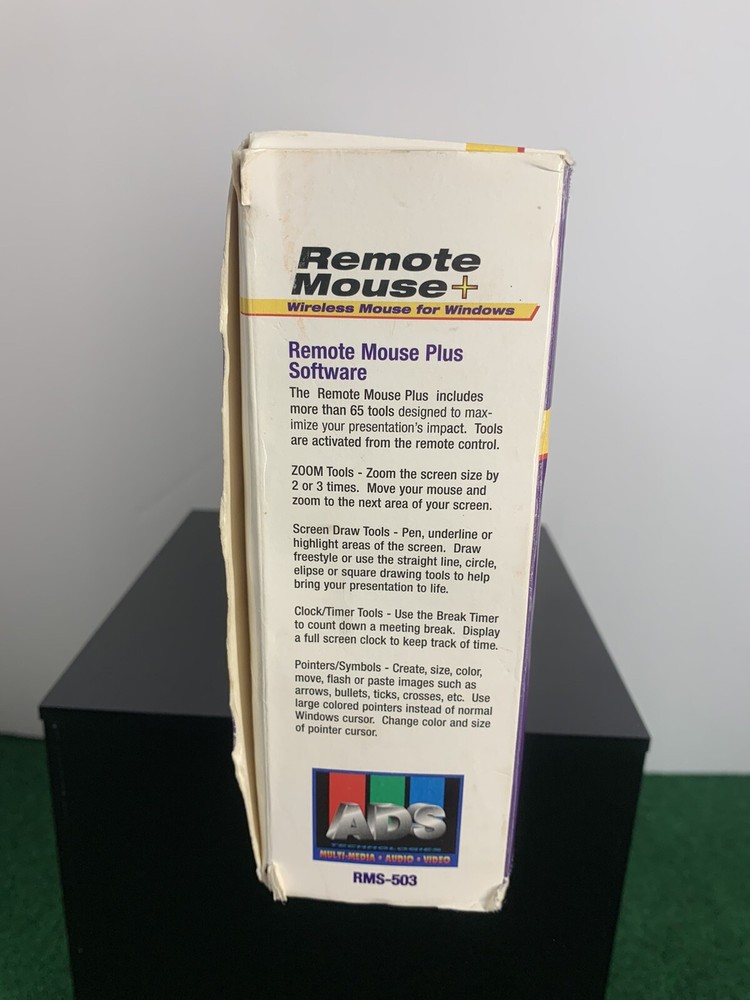 Remote
Mouse+
Wireless Mouse for Windows
Remote Mouse Plus
Software
The Remote Mouse Plus includes
more than 65 tools designed to max-
imize your presentation's impact. Tools
are activated from the remote control.
ZOOM Tools - Zoom the screen size by
2 or 3 times. Move your mouse and
zoom to the next area of your screen.
Screen Draw Tools - Pen, underline or
highlight areas of the screen. Draw
freestyle or use the straight line, circle,
elipse or square drawing tools to help
bring your presentation to life.
Clock/Timer Tools - Use the Break Timer
to count down a meeting break. Display
a full screen clock to keep track of time.
Pointers/Symbols - Create, size, color,
move, flash or paste images such as
arrows, bullets, ticks, crosses, etc. Use
large colored pointers instead of normal
Windows cursor. Change color and size
of pointer cursor.
ADS
TECHNOLOGIES
MULTI-MEDIA • AUDIO • VIDEO
RMS-503